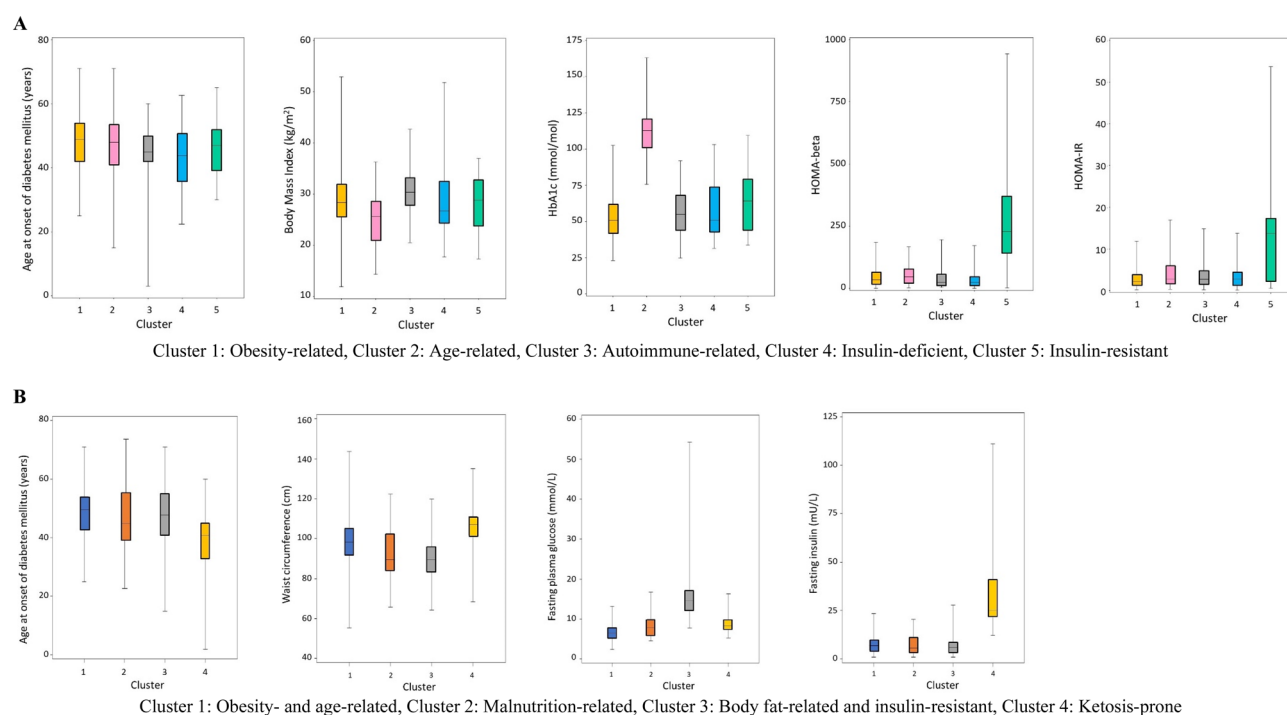 A
Age at onset of diabetes mellitus (years)
80
60
40
20
0
1 2 3 4 5
Cluster
Body Mass Index (kg/m²)
60
50
40
30
20
10
1 2 3 4 5
Cluster
HbA1c (mmol/mol)
175
150
125
100
75
50
25
0
1 2 3 4 5
Cluster
HOMA-beta
1000
750
500
250
0
1 2 3 4 5
Cluster
HOMA-IR
60
50
40
30
20
10
0
1 2 3 4 5
Cluster
Cluster 1: Obesity-related, Cluster 2: Age-related, Cluster 3: Autoimmune-related, Cluster 4: Insulin-deficient, Cluster 5: Insulin-resistant
B
Age at onset of diabetes mellitus (years)
80
60
40
20
0
1 2 3 4
Cluster
Waist circumference (cm)
160
140
120
100
80
60
40
1 2 3 4
Cluster
Fasting plasma glucose (mmol/L)
60
50
40
30
20
10
0
1 2 3 4
Cluster
Fasting insulin (mU/L)
125
100
75
50
25
0
1 2 3 4
Cluster
Cluster 1: Obesity- and age-related, Cluster 2: Malnutrition-related, Cluster 3: Body fat-related and insulin-resistant, Cluster 4: Ketosis-prone